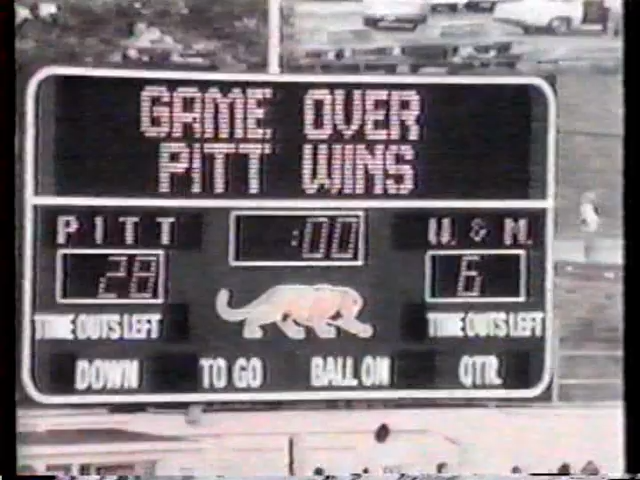 GAME OVER
PITT WINS
PITT :00 W. & M.
28 6
TIME OUTS LEFT TIME OUTS LEFT
DOWN TO GO BALL ON QTR.